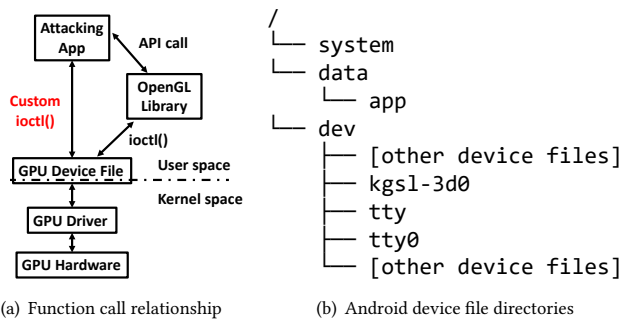 Attacking
App
API call
OpenGL
Library
Custom
ioctl()
ioctl()
GPU Device File
User space
Kernel space
GPU Driver
GPU Hardware
(a) Function call relationship
/
└── system
└── data
    └── app
└── dev
    ├── [other device files]
    ├── kgsl-3d0
    ├── tty
    ├── tty0
    └── [other device files]
(b) Android device file directories